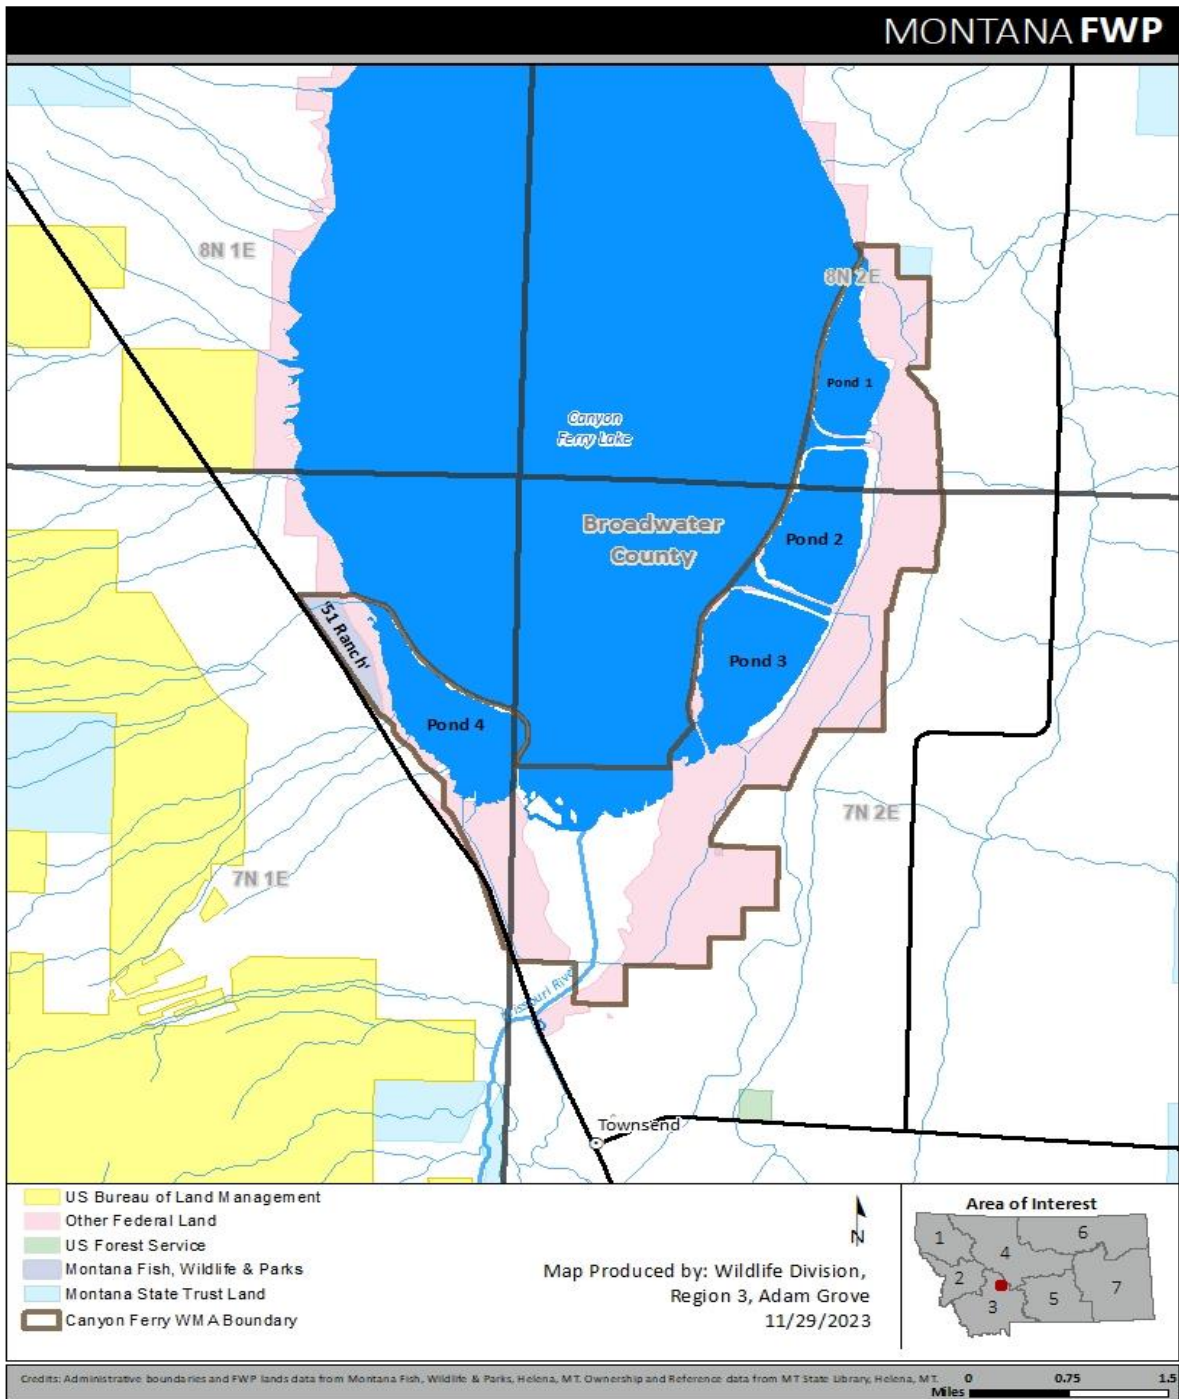 MONTANA FWP
8N 1E
8N 2E
Pond 1
Canyon
Ferry Lake
Broadwater
County
Pond 2
'51 Ranch'
Pond 3
Pond 4
7N 2E
7N 1E
Missouri River
Townsend
US Bureau of Land Management
Other Federal Land
US Forest Service
Montana Fish, Wildlife & Parks
Montana State Trust Land
Canyon Ferry WMA Boundary
N
Map Produced by: Wildlife Division,
Region 3, Adam Grove
11/29/2023
Area of Interest
1
2
3
4
5
6
7
Credits: Administrative boundaries and FWP lands data from Montana Fish, Wildlife & Parks, Helena, MT. Ownership and Reference data from MT State Library, Helena, MT.
0 0.75 1.5
Miles